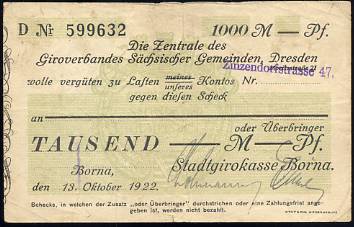 D № 599632 1000 M — Pf.
Die Zentrale des
Giroverbandes Sächsischer Gemeinden, Dresden
Zinzendorfstrasse 47.
wolle vergüten zu Lasten meines Kontos Nr.
unseres
gegen diesen Scheck
an
oder Überbringer
TAUSEND — M — Pf.
Stadtgirokasse Borna.
Borna,
den 13. Oktober 1922.
Schecks, in welchen der Zusatz „oder Überbringer" durchstrichen oder eine Zahlungsfrist ange-
geben ist, werden nicht bezahlt.